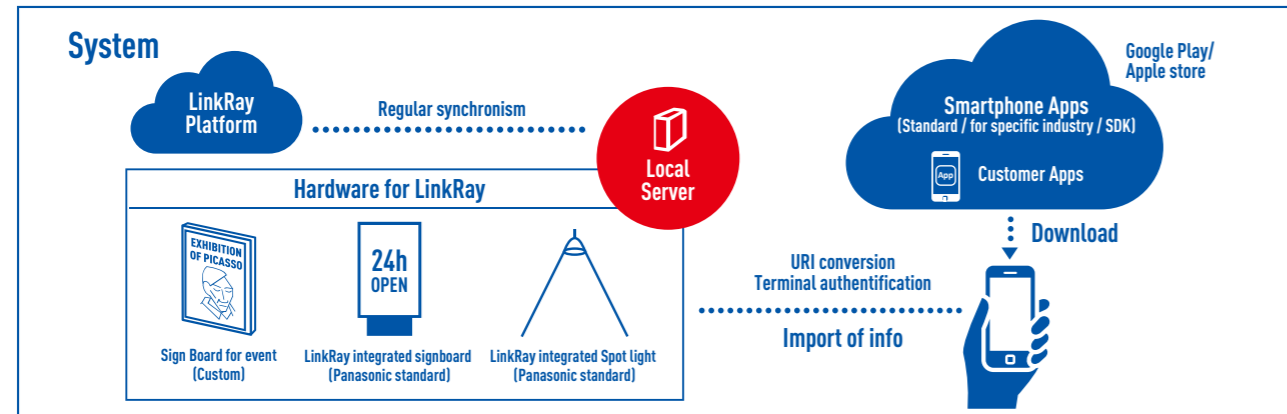 System
LinkRay
Platform
Regular synchronism
Local
Server
Google Play/
Apple store
Smartphone Apps
(Standard / for specific industry / SDK)
App
Customer Apps
Download
Hardware for LinkRay
EXHIBITION
OF PICASSO
24h
OPEN
Sign Board for event
(Custom)
LinkRay integrated signboard
(Panasonic standard)
LinkRay integrated Spot light
(Panasonic standard)
URI conversion
Terminal authentification
Import of info